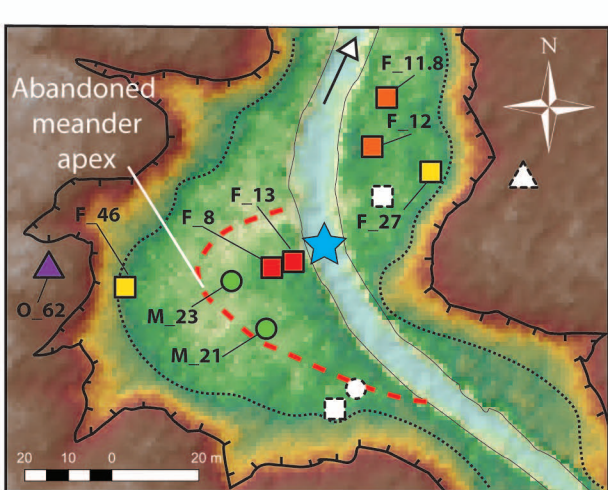 N
F_11.8
Abandoned
meander
apex
F_12
F_13
F_46
F_8
F_27
O_62
M_23
M_21
20 10 0 20 m